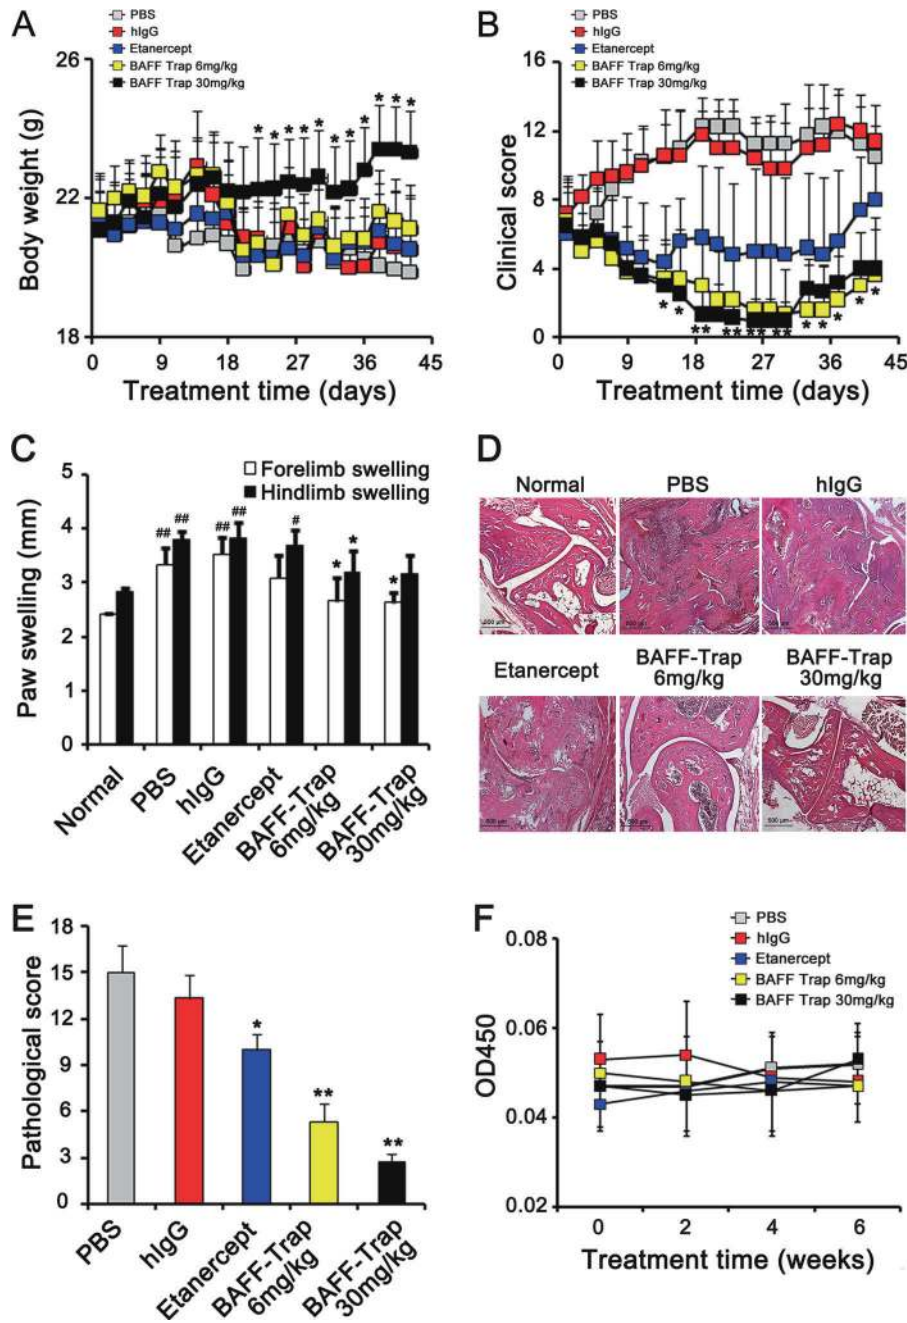 A
PBS
hIgG
Etanercept
BAFF Trap 6mg/kg
BAFF Trap 30mg/kg
Body weight (g)
26
22
18
* * * * * * * * * * *
0 9 18 27 36 45
Treatment time (days)
B
PBS
hIgG
Etanercept
BAFF Trap 6mg/kg
BAFF Trap 30mg/kg
Clinical score
16
12
8
4
0
* * ** ** ** ** * * * * *
0 9 18 27 36 45
Treatment time (days)
C
Forelimb swelling
Hindlimb swelling
Paw swelling (mm)
5
4
3
2
1
0
## ## ## ## # * * *
Normal
PBS
hIgG
Etanercept
BAFF-Trap
6mg/kg
BAFF-Trap
30mg/kg
D
Normal PBS hIgG
Etanercept
BAFF-Trap
6mg/kg
BAFF-Trap
30mg/kg
E
Pathological score
18
15
12
9
6
3
0
* ** **
PBS
hIgG
Etanercept
BAFF-Trap
6mg/kg
BAFF-Trap
30mg/kg
F
PBS
hIgG
Etanercept
BAFF Trap 6mg/kg
BAFF Trap 30mg/kg
OD450
0.08
0.06
0.04
0.02
0 2 4 6
Treatment time (weeks)